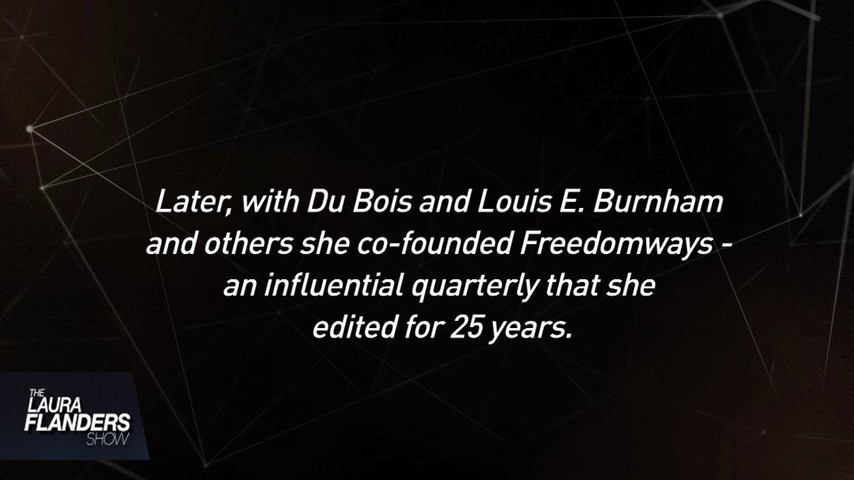 Later, with Du Bois and Louis E. Burnham
and others she co-founded Freedomways -
an influential quarterly that she
edited for 25 years.
THE
LAURA
FLANDERS
SHOW